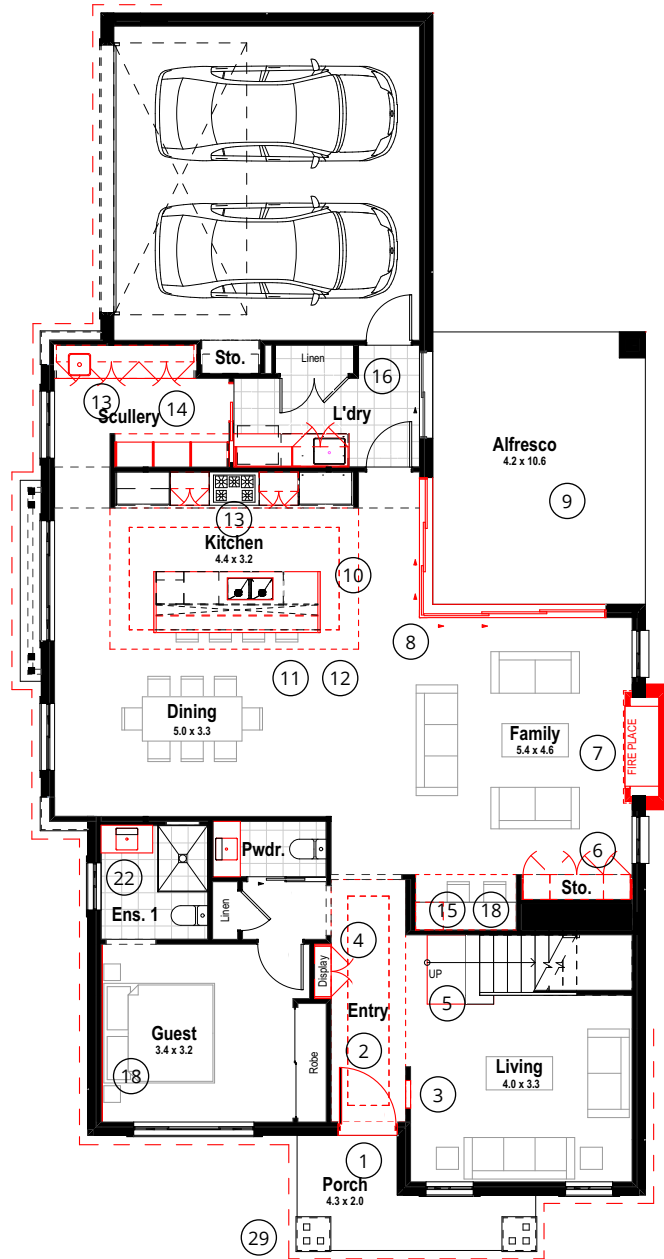 Sto.
Linen
16
13
Scullery
14
L'dry
Alfresco
4.2 x 10.6
9
13
Kitchen
4.4 x 3.2
10
8
11
12
Dining
5.0 x 3.3
Family
5.4 x 4.6
7
FIRE PLACE
6
Sto.
22
Ens. 1
Pwdr.
Linen
15
18
4
Display
UP
5
Entry
Guest
3.4 x 3.2
2
Robe
18
3
Living
4.0 x 3.3
1
Porch
4.3 x 2.0
29